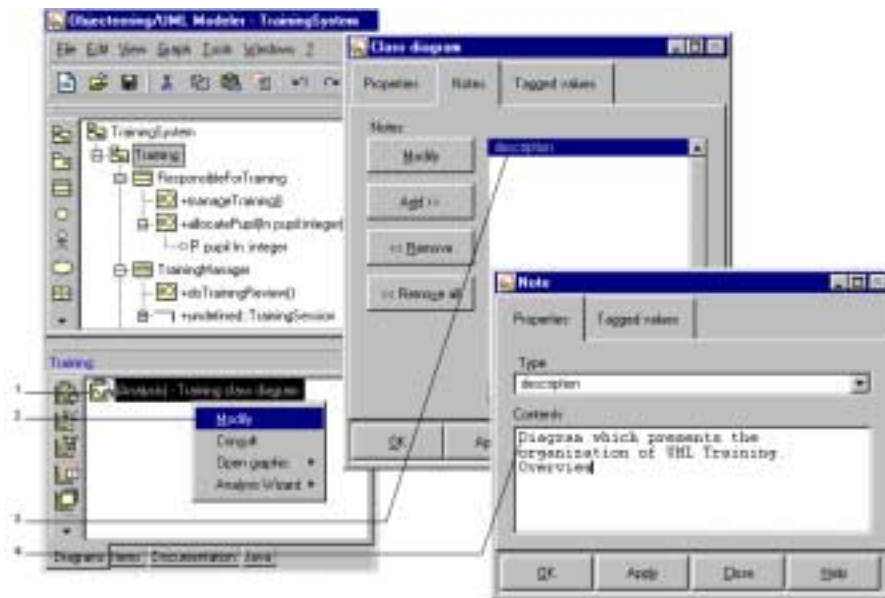 Objecteering/UML Modeler - TrainingSystem
File Edit View Graph Tools Windows ?
TrainingSystem
Training
ResponsibleForTraining
+manageTraining()
+allocatePupil(In pupil:integer)
P pupil In: integer
TrainingManager
+doTrainingReview()
+undefined: TrainingSession
Training:
(Analysis) - Training class diagram
Modify
Consult
Open graphic
Analysis Wizard
Diagrams Items Documentation Java
1
2
3
4
Class diagram
Properties Notes Tagged values
Notes:
Modify
Add >>
<< Remove
<< Remove all
description
OK
Note
Properties Tagged values
Type
description
Contents
Diagram which presents the
organization of UML Training.
Overview
OK Apply Close Help